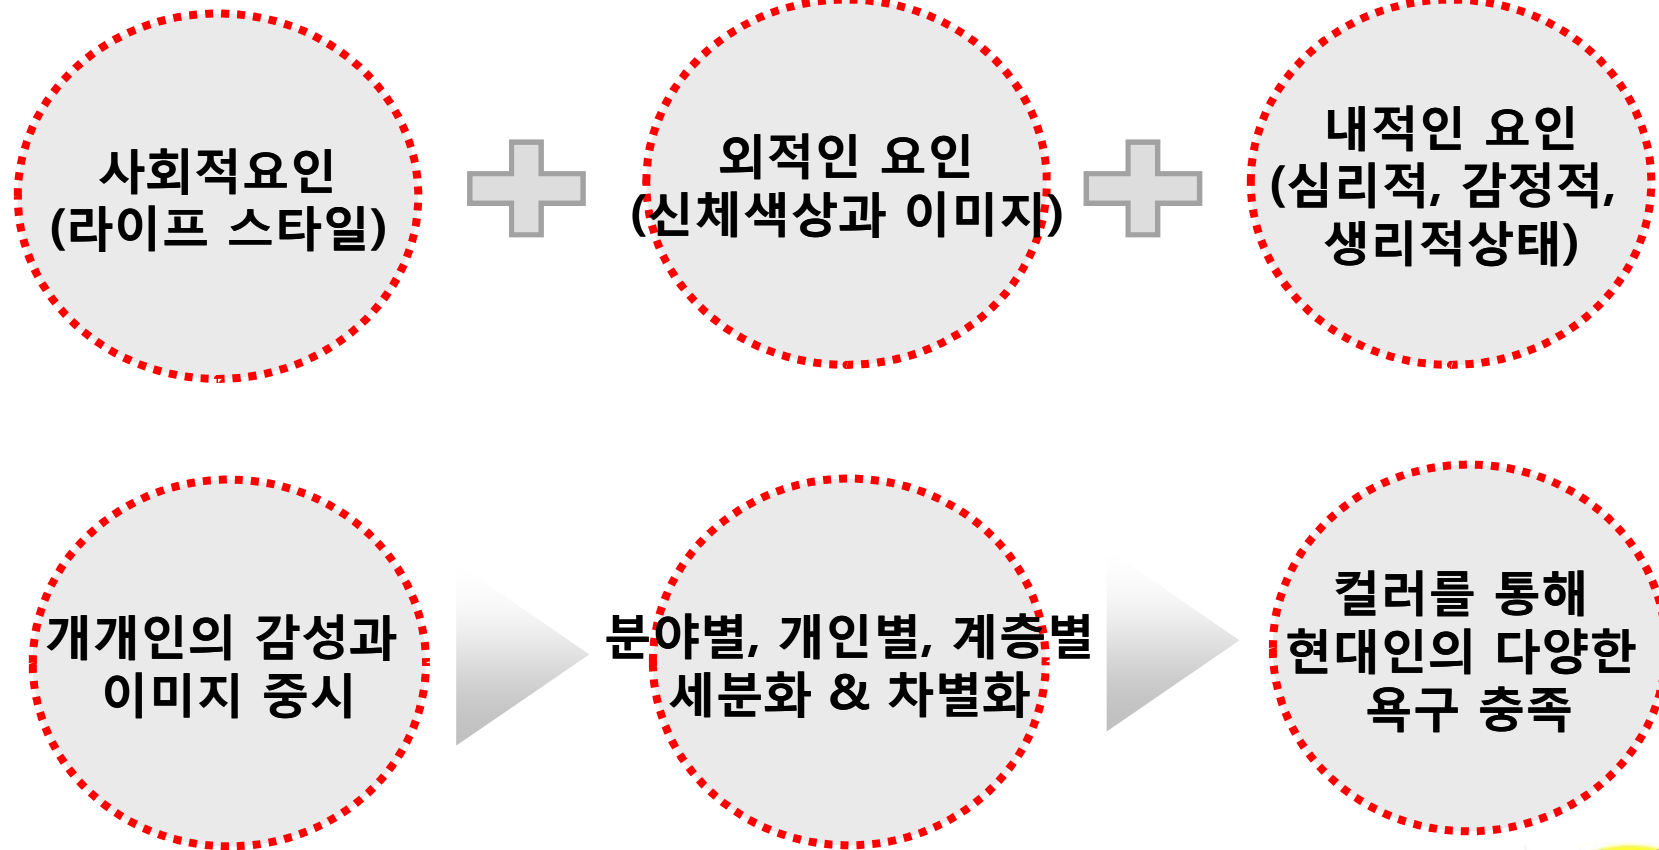 사회적요인
(라이프 스타일)
외적인 요인
(신체색상과 이미지)
내적인 요인
(심리적, 감정적,
생리적상태)
개개인의 감성과
이미지 중시
분야별, 개인별, 계층별
세분화 & 차별화
컬러를 통해
현대인의 다양한
욕구 충족